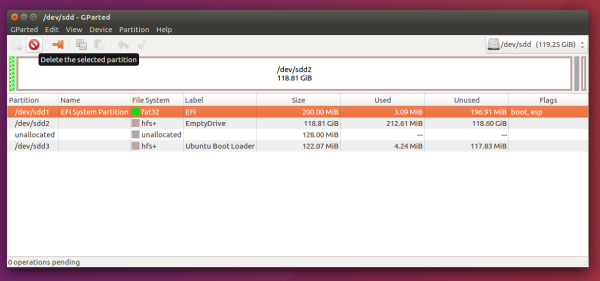 /dev/sdd - GParted
GParted Edit View Device Partition Help
/dev/sdd (119.25 GiB)
Delete the selected partition
/dev/sdd2
118.81 GiB
Partition Name File System Label Size Used Unused Flags
/dev/sdd1 EFI System Partition fat32 EFI 200.00 MiB 3.09 MiB 196.91 MiB boot, esp
/dev/sdd2 hfs+ EmptyDrive 118.81 GiB 212.61 MiB 118.60 GiB
unallocated unallocated 128.00 MiB — —
/dev/sdd3 hfs+ Ubuntu Boot Loader 122.07 MiB 4.24 MiB 117.83 MiB
0 operations pending